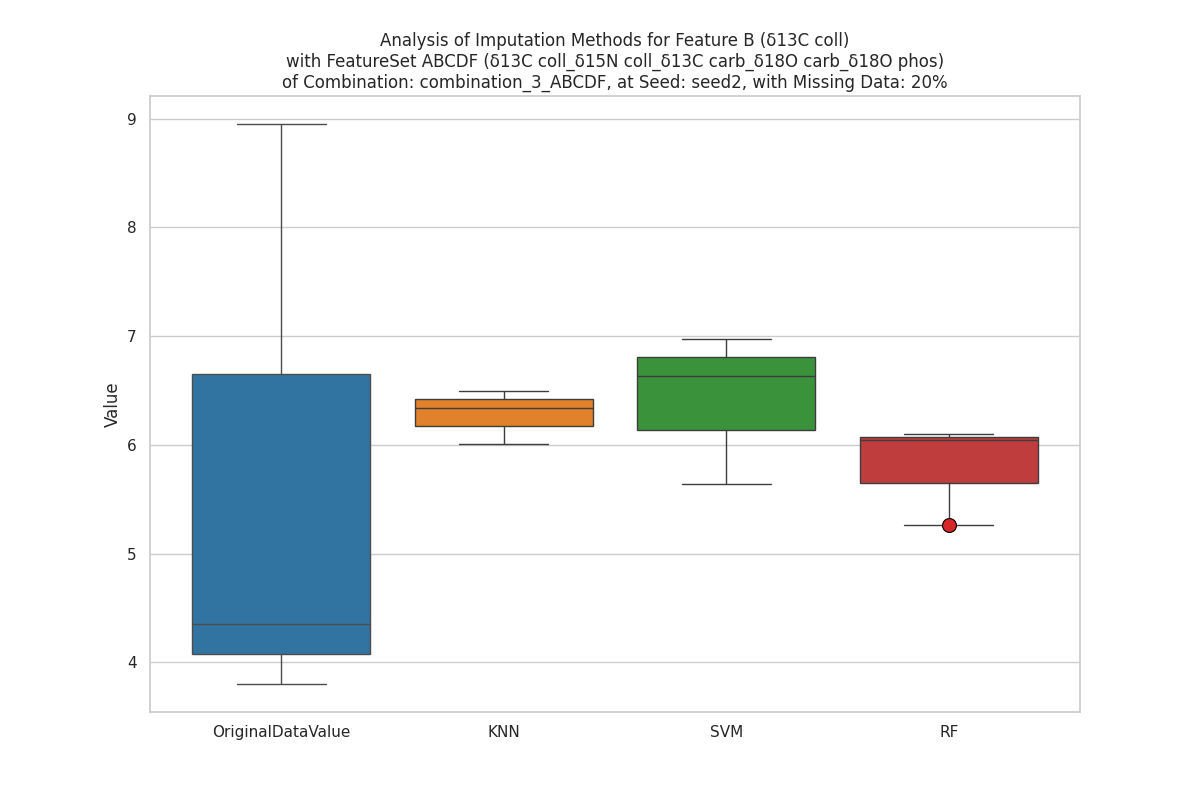 Analysis of Imputation Methods for Feature B (δ13C coll)
with FeatureSet ABCDF (δ13C coll_δ15N coll_δ13C carb_δ18O carb_δ18O phos)
of Combination: combination_3_ABCDF, at Seed: seed2, with Missing Data: 20%
9
8
7
6
5
4
Value
OriginalDataValue
KNN
SVM
RF